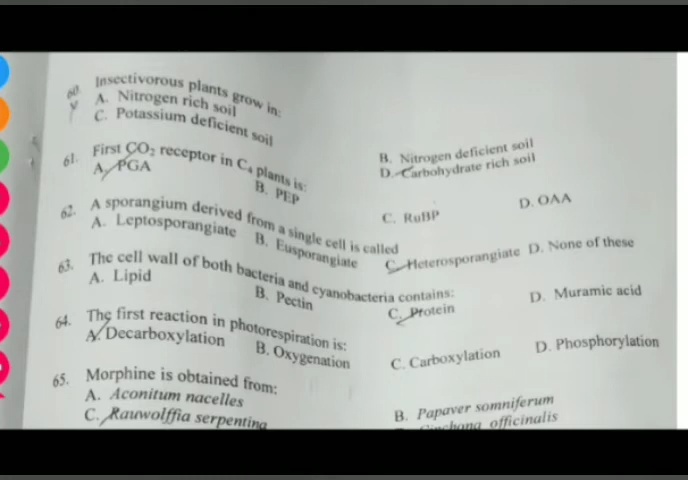 60. Insectivorous plants grow in:
A. Nitrogen rich soil B. Nitrogen deficient soil
C. Potassium deficient soil D. Carbohydrate rich soil
61. First CO₂ receptor in C₄ plants is:
A. PGA B. PEP C. RuBP D. OAA
62. A sporangium derived from a single cell is called
A. Leptosporangiate B. Eusporangiate C. Heterosporangiate D. None of these
63. The cell wall of both bacteria and cyanobacteria contains:
A. Lipid B. Pectin C. Protein D. Muramic acid
64. The first reaction in photorespiration is:
A. Decarboxylation B. Oxygenation C. Carboxylation D. Phosphorylation
65. Morphine is obtained from:
A. Aconitum nacelles B. Papaver somniferum
C. Rauwolffia serpentina officinalis